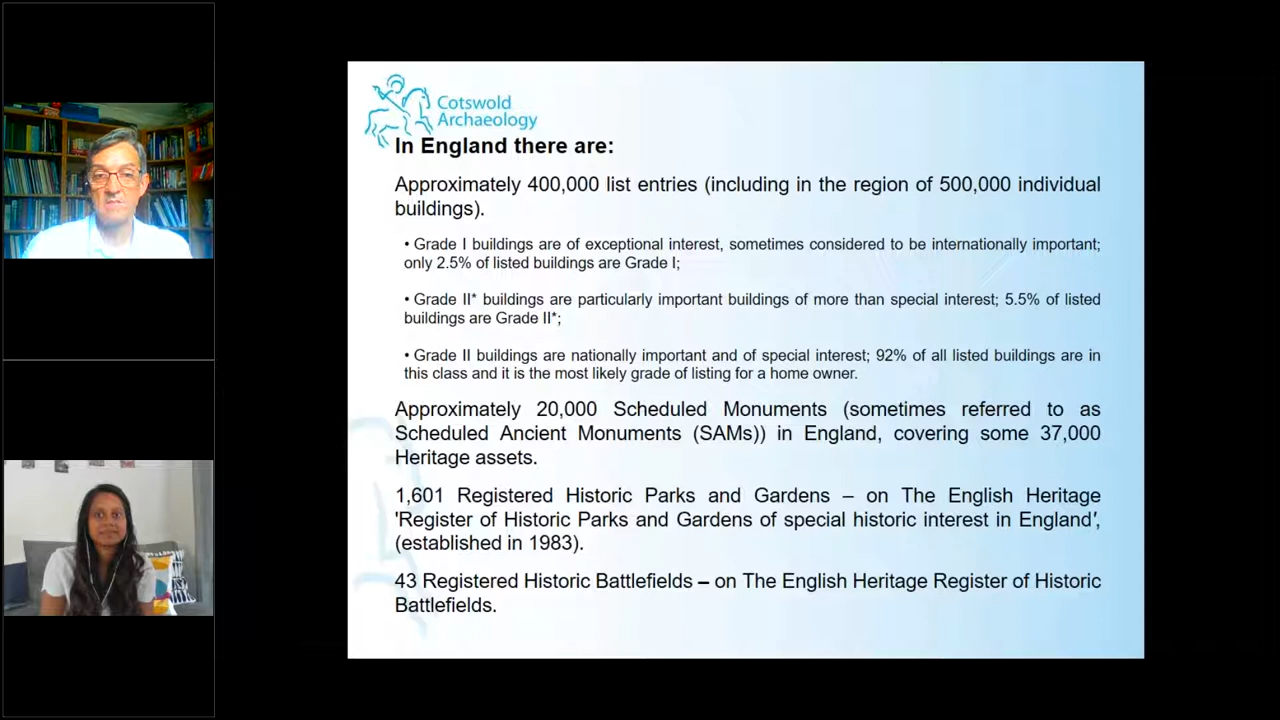 Cotswold
Archaeology
In England there are:
Approximately 400,000 list entries (including in the region of 500,000 individual
buildings).
• Grade I buildings are of exceptional interest, sometimes considered to be internationally important;
only 2.5% of listed buildings are Grade I;
• Grade II* buildings are particularly important buildings of more than special interest; 5.5% of listed
buildings are Grade II*;
• Grade II buildings are nationally important and of special interest; 92% of all listed buildings are in
this class and it is the most likely grade of listing for a home owner.
Approximately 20,000 Scheduled Monuments (sometimes referred to as
Scheduled Ancient Monuments (SAMs)) in England, covering some 37,000
Heritage assets.
1,601 Registered Historic Parks and Gardens – on The English Heritage
'Register of Historic Parks and Gardens of special historic interest in England',
(established in 1983).
43 Registered Historic Battlefields – on The English Heritage Register of Historic
Battlefields.